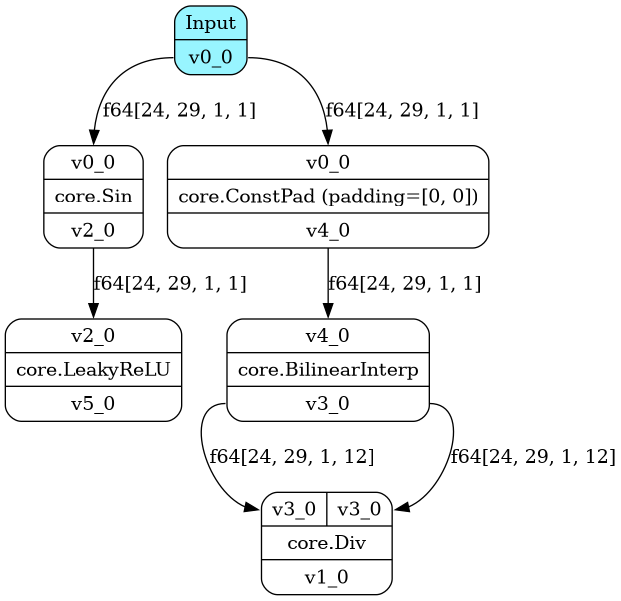 Input
v0_0
f64[24, 29, 1, 1]
f64[24, 29, 1, 1]
v0_0
core.Sin
v2_0
v0_0
core.ConstPad (padding=[0, 0])
v4_0
f64[24, 29, 1, 1]
f64[24, 29, 1, 1]
v2_0
core.LeakyReLU
v5_0
v4_0
core.BilinearInterp
v3_0
f64[24, 29, 1, 12]
f64[24, 29, 1, 12]
v3_0
v3_0
core.Div
v1_0